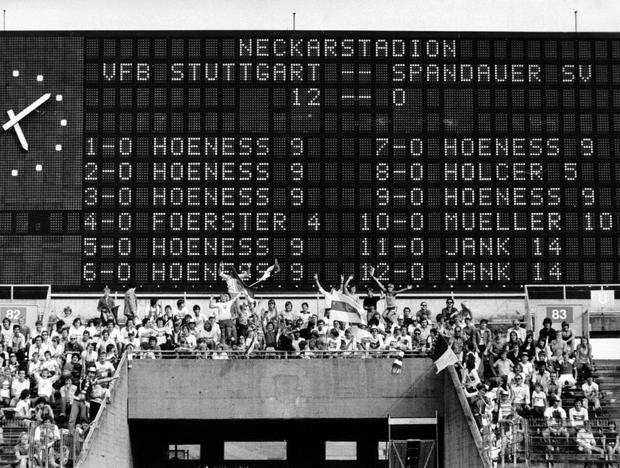 NECKARSTADION
VFB STUTTGART -- SPANDAUER SV
12 -- 0
1-0 HOENESS 9
2-0 HOENESS 9
3-0 HOENESS 9
4-0 FOERSTER 4
5-0 HOENESS 9
6-0 HOENESS 9
7-0 HOENESS 9
8-0 HOLCER 5
9-0 HOENESS 9
10-0 MUELLER 10
11-0 JANK 14
12-0 JANK 14
82
83